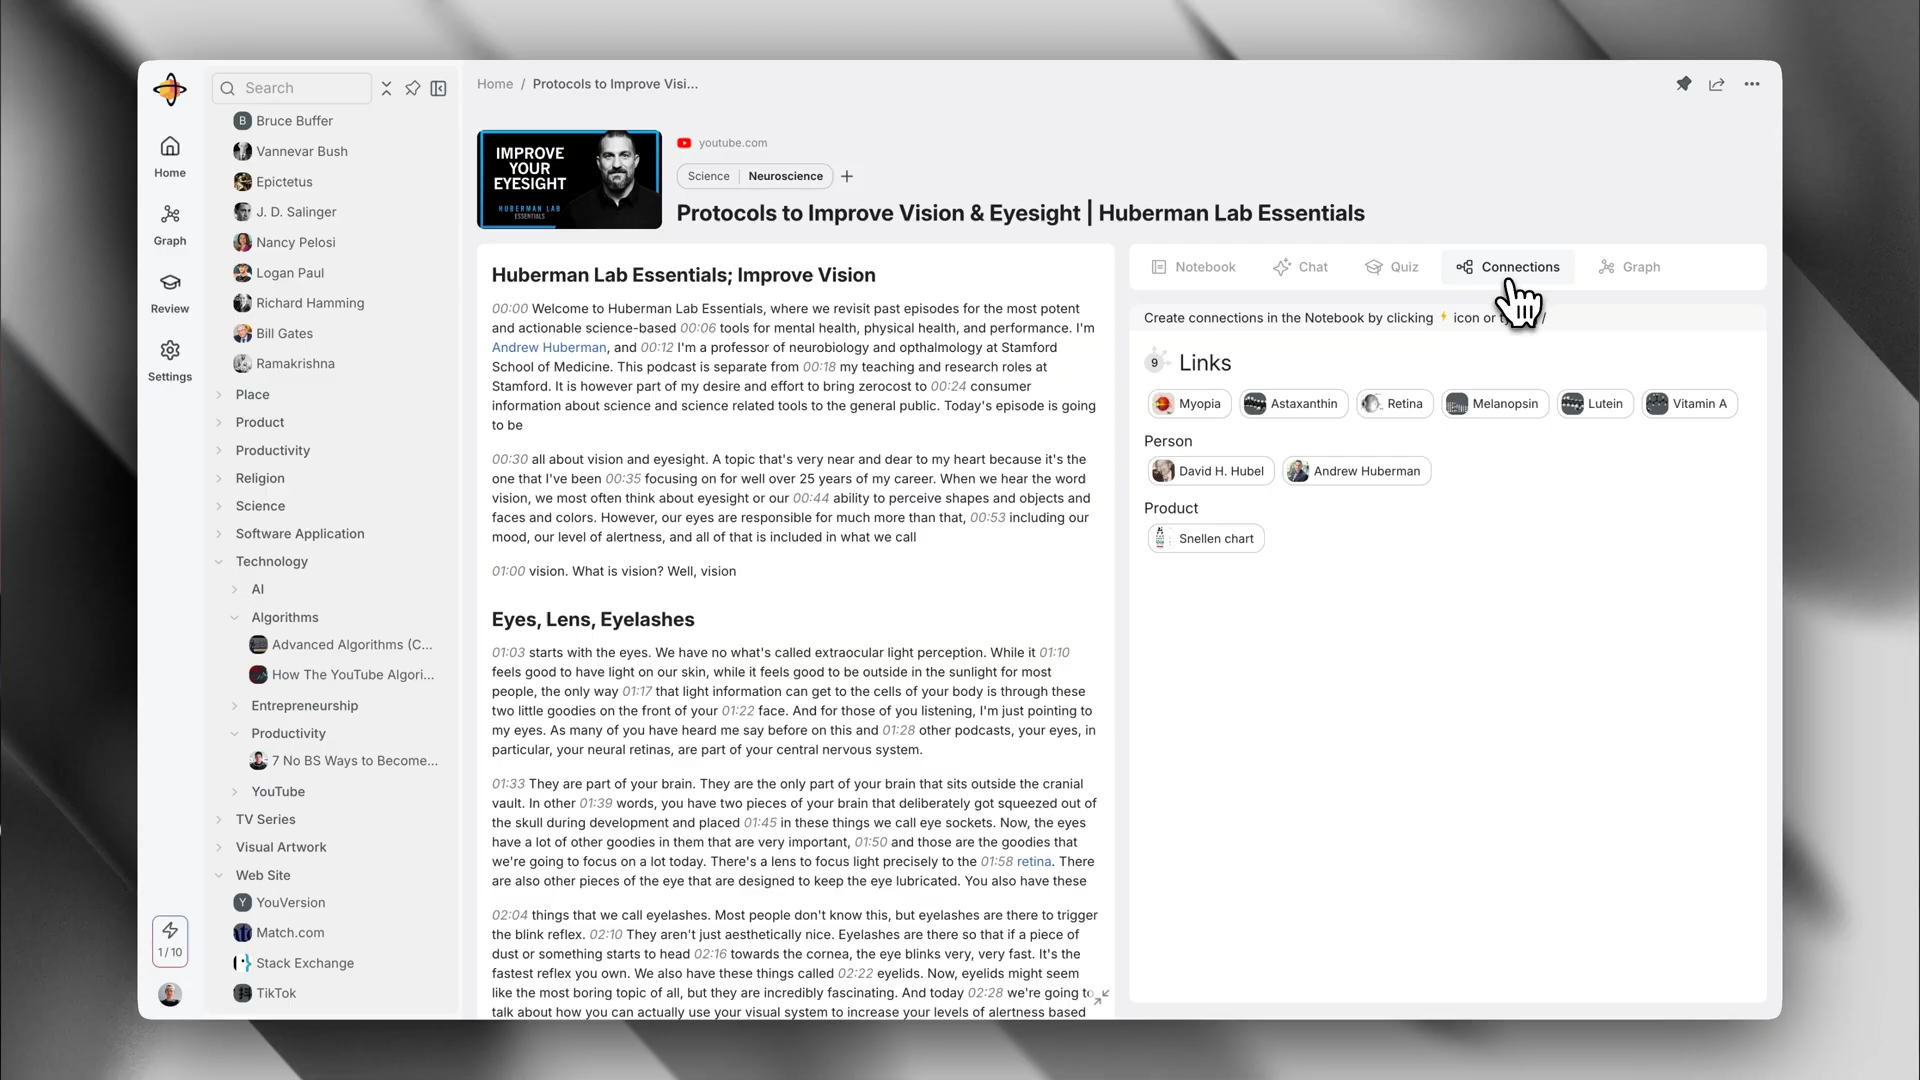 Search
Home / Protocols to Improve Visi...
Home
Graph
Review
Settings
1 / 10
B Bruce Buffer
Vannevar Bush
Epictetus
J. D. Salinger
Nancy Pelosi
Logan Paul
Richard Hamming
Bill Gates
Ramakrishna
Place
Product
Productivity
Religion
Science
Software Application
Technology
AI
Algorithms
Advanced Algorithms (C...
How The YouTube Algori...
Entrepreneurship
Productivity
7 No BS Ways to Become...
YouTube
TV Series
Visual Artwork
Web Site
Y YouVersion
Match.com
Stack Exchange
TikTok
IMPROVE
YOUR
EYESIGHT
HUBERMAN LAB
ESSENTIALS
youtube.com
Science Neuroscience
Protocols to Improve Vision & Eyesight | Huberman Lab Essentials
Huberman Lab Essentials; Improve Vision
00:00 Welcome to Huberman Lab Essentials, where we revisit past episodes for the most potent
and actionable science-based 00:06 tools for mental health, physical health, and performance. I'm
Andrew Huberman, and 00:12 I'm a professor of neurobiology and opthalmology at Stamford
School of Medicine. This podcast is separate from 00:18 my teaching and research roles at
Stamford. It is however part of my desire and effort to bring zerocost to 00:24 consumer
information about science and science related tools to the general public. Today's episode is going
to be
00:30 all about vision and eyesight. A topic that's very near and dear to my heart because it's the
one that I've been 00:35 focusing on for well over 25 years of my career. When we hear the word
vision, we most often think about eyesight or our 00:44 ability to perceive shapes and objects and
faces and colors. However, our eyes are responsible for much more than that, 00:53 including our
mood, our level of alertness, and all of that is included in what we call
01:00 vision. What is vision? Well, vision
Eyes, Lens, Eyelashes
01:03 starts with the eyes. We have no what's called extraocular light perception. While it 01:10
feels good to have light on our skin, while it feels good to be outside in the sunlight for most
people, the only way 01:17 that light information can get to the cells of your body is through these
two little goodies on the front of your 01:22 face. And for those of you listening, I'm just pointing to
my eyes. As many of you have heard me say before on this and 01:28 other podcasts, your eyes, in
particular, your neural retinas, are part of your central nervous system.
01:33 They are part of your brain. They are the only part of your brain that sits outside the cranial
vault. In other 01:39 words, you have two pieces of your brain that deliberately got squeezed out of
the skull during development and placed 01:45 in these things we call eye sockets. Now, the eyes
have a lot of other goodies in them that are very important, 01:50 and those are the goodies that
we're going to focus on a lot today. There's a lens to focus light precisely to the 01:58 retina. There
are also other pieces of the eye that are designed to keep the eye lubricated. You also have these
02:04 things that we call eyelashes. Most people don't know this, but eyelashes are there to trigger
the blink reflex. 02:10 They aren't just aesthetically nice. Eyelashes are there so that if a piece of
dust or something starts to head 02:16 towards the cornea, the eye blinks very, very fast. It's the
fastest reflex you own. We also have these things called 02:22 eyelids. Now, eyelids might seem
like the most boring topic of all, but they are incredibly fascinating. And today 02:28 we're going to
talk about how you can actually use your visual system to increase your levels of alertness based
Notebook
Chat
Quiz
Connections
Graph
Create connections in the Notebook by clicking icon or /
9 Links
Myopia
Astaxanthin
Retina
Melanopsin
Lutein
Vitamin A
Person
David H. Hubel
Andrew Huberman
Product
Snellen chart